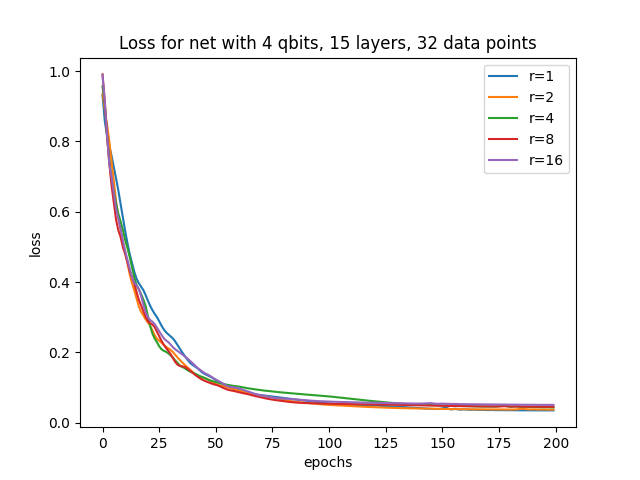 Loss for net with 4 qbits, 15 layers, 32 data points
loss
1.0
0.8
0.6
0.4
0.2
0.0
r=1
r=2
r=4
r=8
r=16
0 25 50 75 100 125 150 175 200
epochs